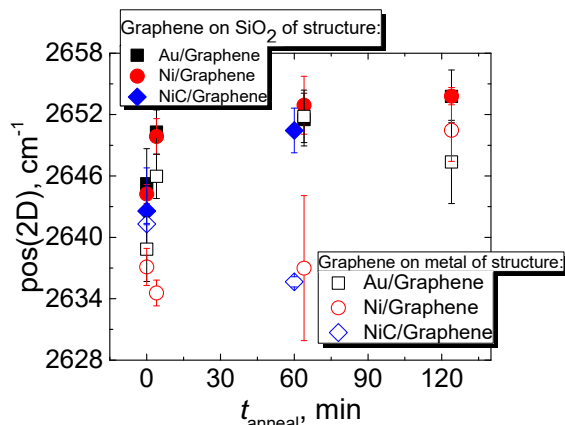 Graphene on SiO2 of structure:
Au/Graphene
Ni/Graphene
NiC/Graphene
2658
2652
2646
2640
2634
2628
pos(2D), cm-1
Graphene on metal of structure:
Au/Graphene
Ni/Graphene
NiC/Graphene
0 30 60 90 120
tanneal, min